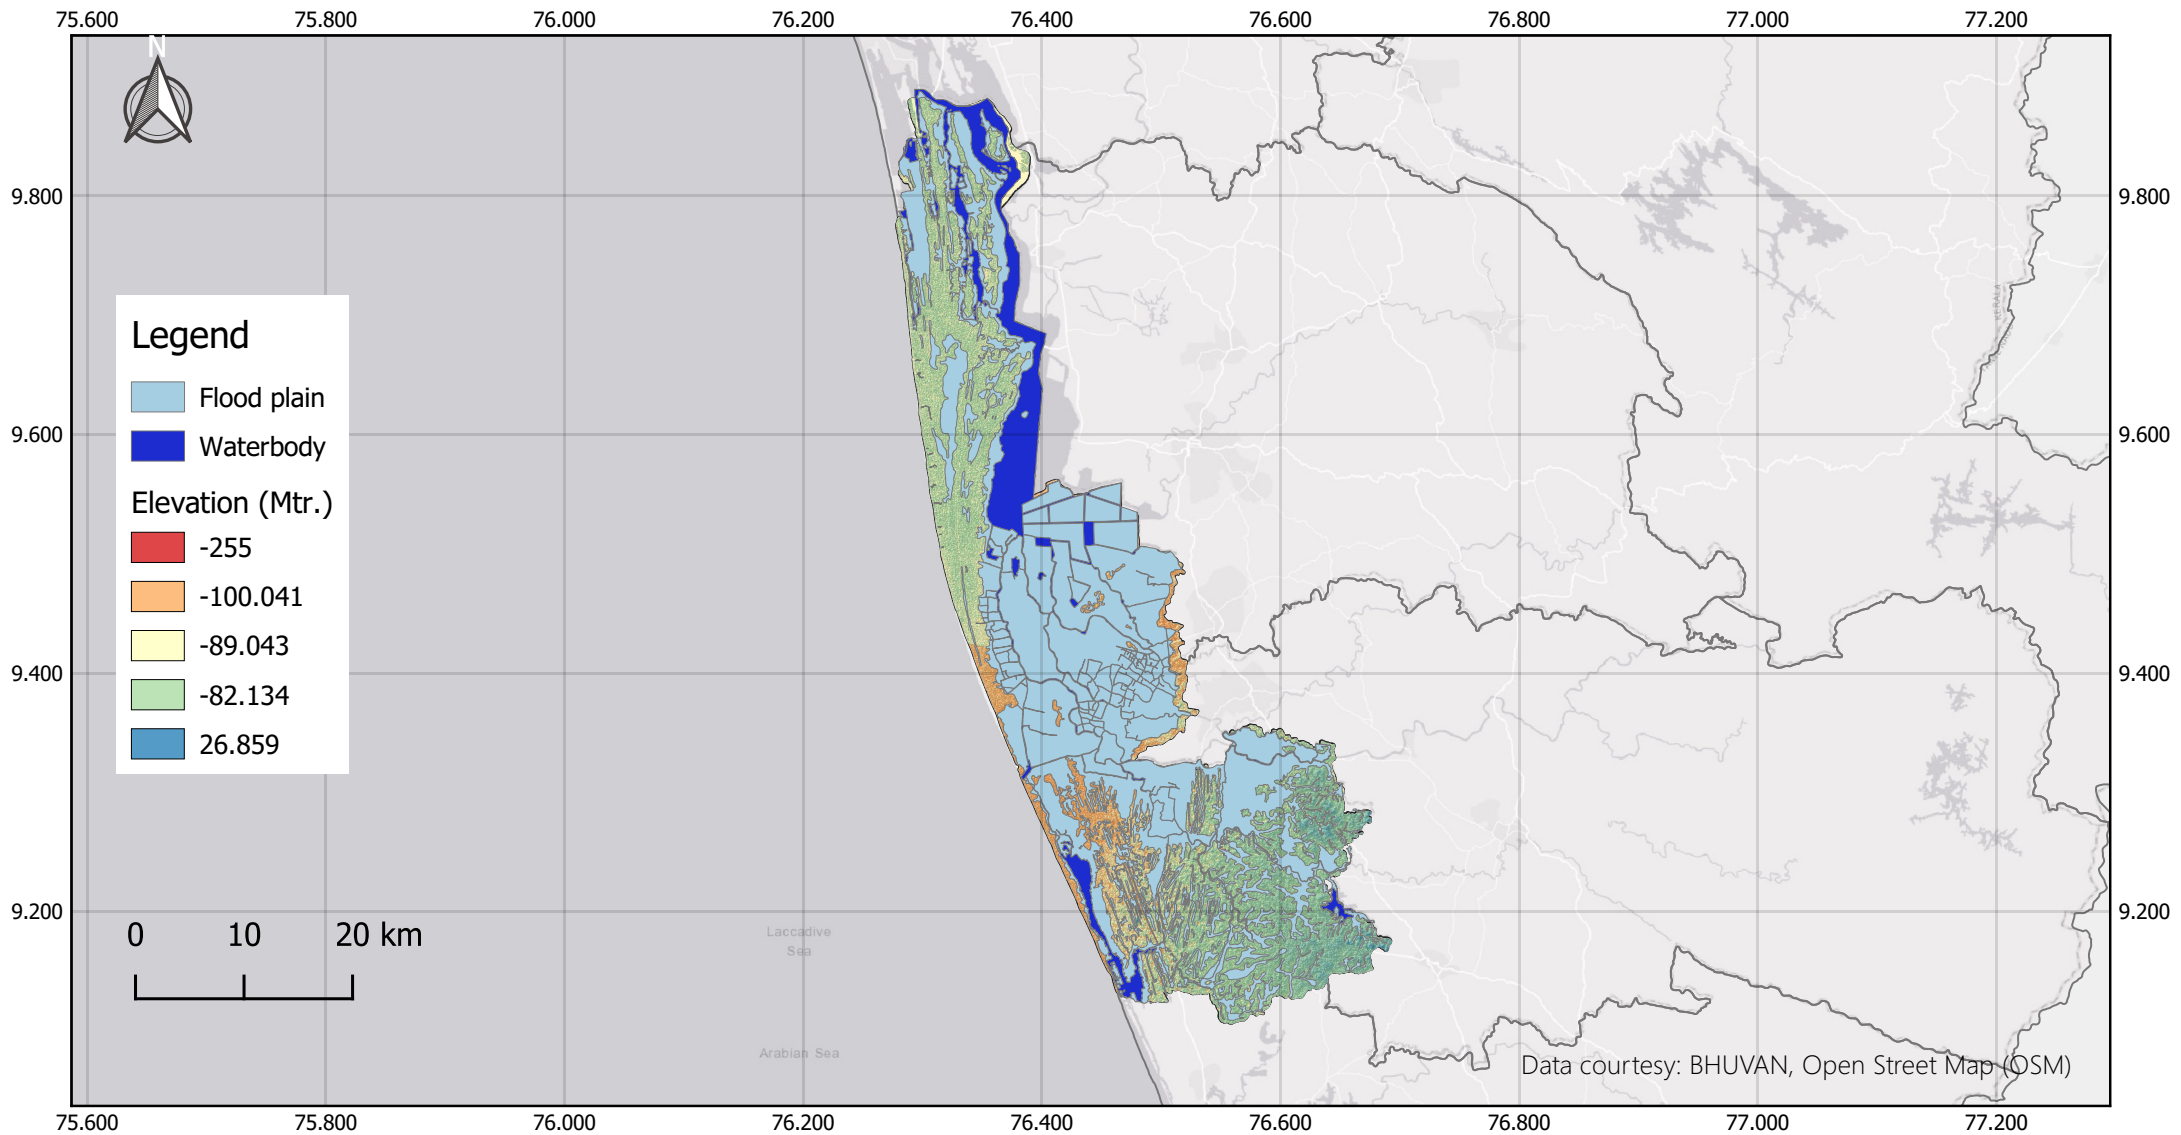 75.600 75.800 76.000 76.200 76.400 76.600 76.800 77.000 77.200
N
9.800 9.800
KERALA
Legend
Flood plain
Waterbody
9.600 9.600
Elevation (Mtr.)
-255
-100.041
-89.043
-82.134
26.859
9.400 9.400
9.200 9.200
0 10 20 km
Laccadive
Sea
Arabian Sea
Data courtesy: BHUVAN, Open Street Map (OSM)
75.600 75.800 76.000 76.200 76.400 76.600 76.800 77.000 77.200